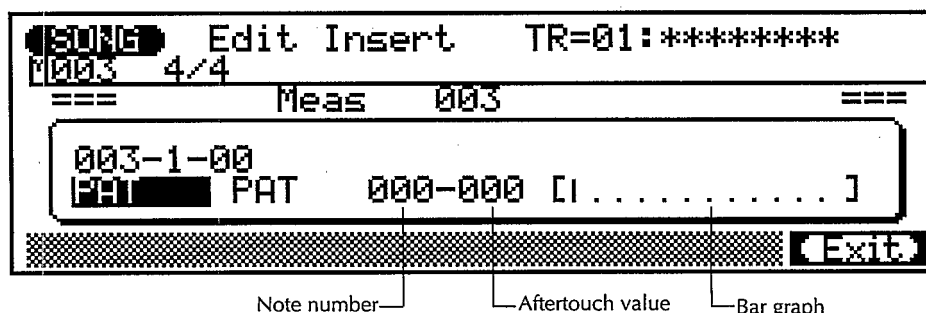 SONG Edit Insert TR=01:********
M003 4/4
=== Meas 003 ===
003-1-00
PAT PAT 000-000 [|............]
Exit
Note number Aftertouch value Bar graph